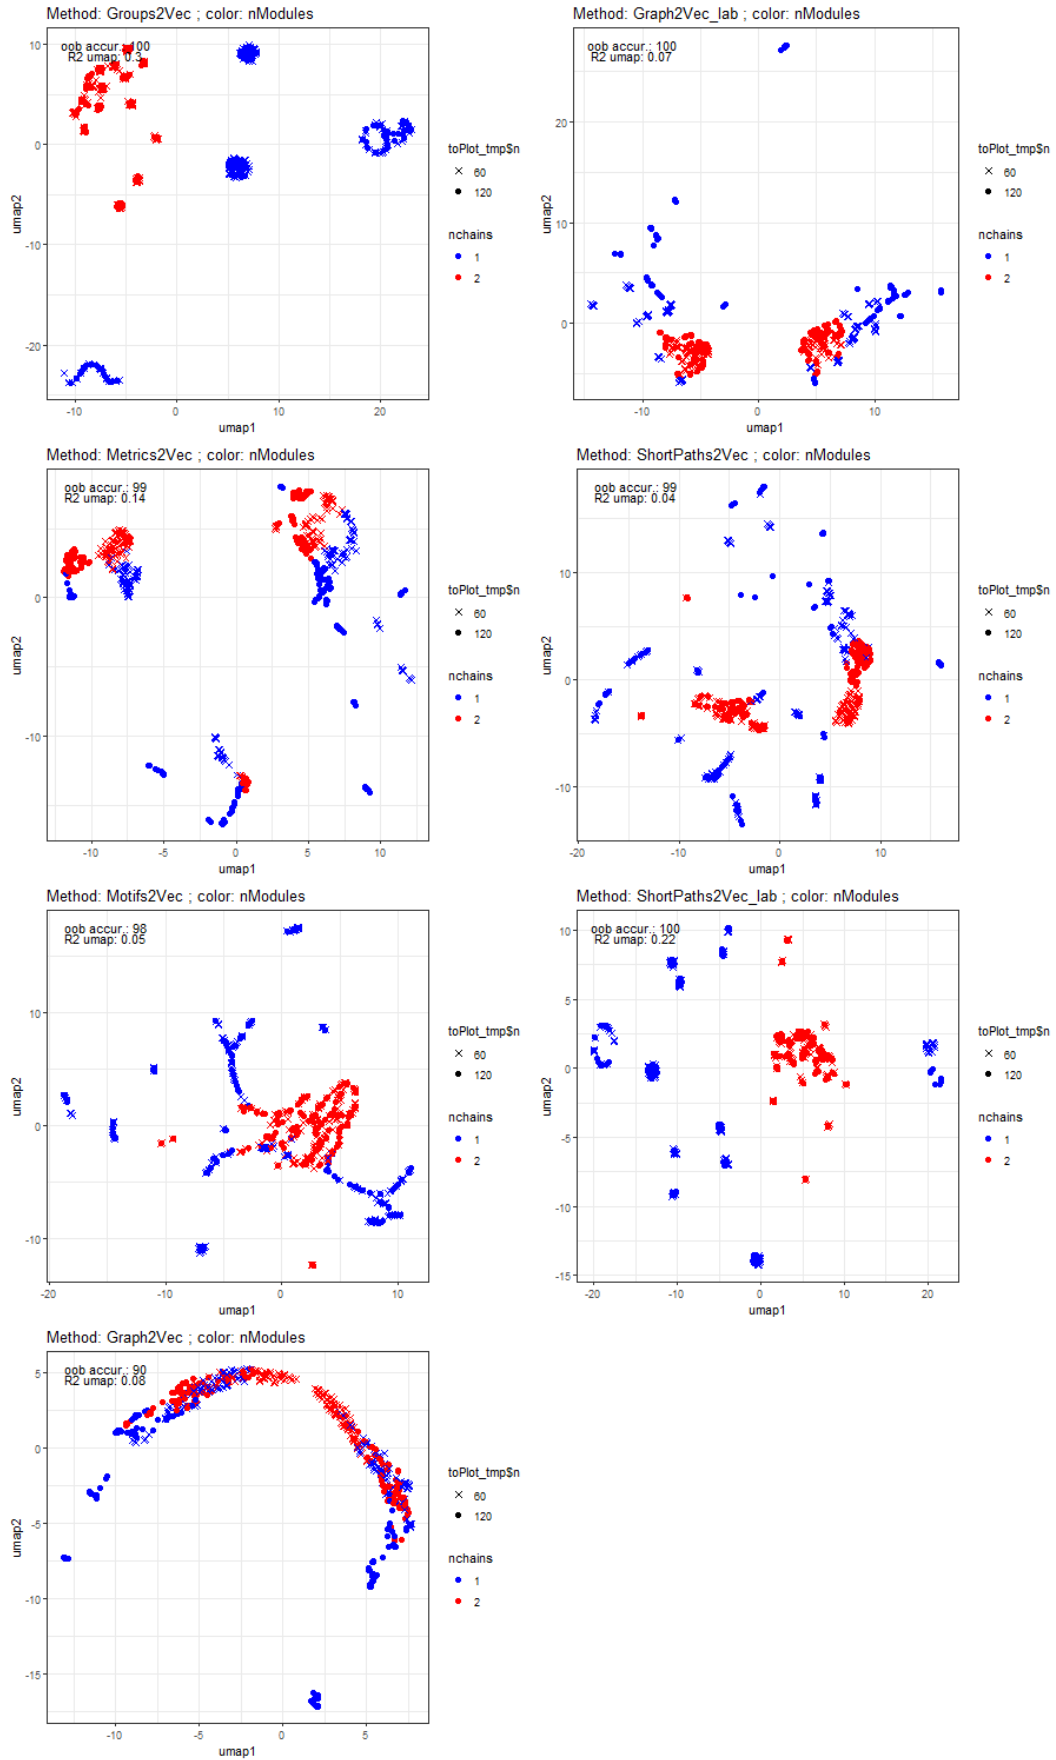 Method: Groups2Vec ; color: nModules
oob accur.: 100
R2 umap: 0.3
10
0
-10
-20
umap2
-10
0
10
20
umap1
toPlot_tmp$n
60
120
nchains
1
2
Method: Graph2Vec_lab ; color: nModules
oob accur.: 100
R2 umap: 0.07
30
20
10
0
umap2
-10
0
10
umap1
toPlot_tmp$n
60
120
nchains
1
2
Method: Metrics2Vec ; color: nModules
oob accur.: 99
R2 umap: 0.14
0
-10
umap2
-10
-5
0
5
10
umap1
toPlot_tmp$n
60
120
nchains
1
2
Method: ShortPaths2Vec ; color: nModules
oob accur.: 99
R2 umap: 0.04
10
0
-10
umap2
-20
-10
0
10
umap1
toPlot_tmp$n
60
120
nchains
1
2
Method: Motifs2Vec ; color: nModules
oob accur.: 98
R2 umap: 0.05
10
0
-10
umap2
-20
-10
0
10
umap1
toPlot_tmp$n
60
120
nchains
1
2
Method: ShortPaths2Vec_lab ; color: nModules
oob accur.: 100
R2 umap: 0.22
10
5
0
-5
-10
-15
umap2
-20
-10
0
10
20
umap1
toPlot_tmp$n
60
120
nchains
1
2
Method: Graph2Vec ; color: nModules
oob accur.: 90
R2 umap: 0.08
5
0
-5
-10
-15
umap2
-10
-5
0
5
umap1
toPlot_tmp$n
60
120
nchains
1
2